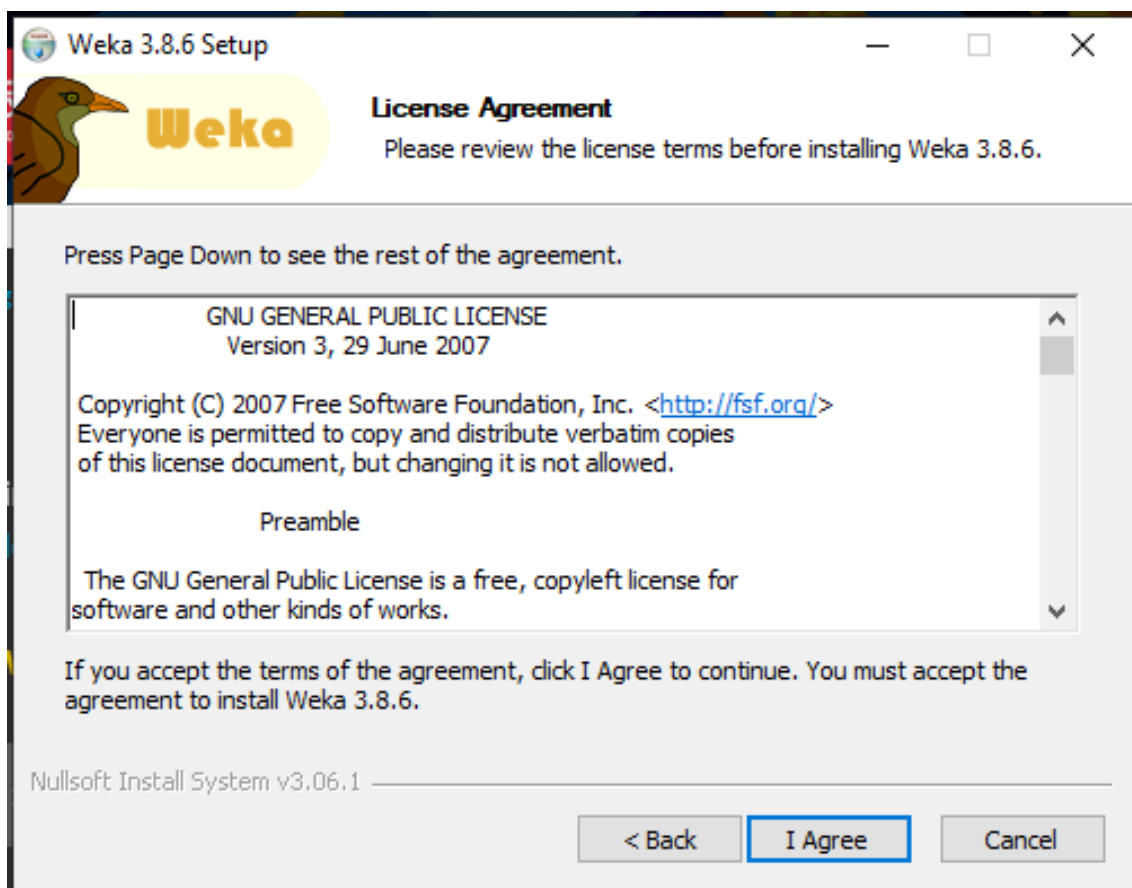 Weka 3.8.6 Setup
Weka
License Agreement
Please review the license terms before installing Weka 3.8.6.
Press Page Down to see the rest of the agreement.
GNU GENERAL PUBLIC LICENSE
Version 3, 29 June 2007
Copyright (C) 2007 Free Software Foundation, Inc. <http://fsf.org/>
Everyone is permitted to copy and distribute verbatim copies
of this license document, but changing it is not allowed.
Preamble
The GNU General Public License is a free, copyleft license for
software and other kinds of works.
If you accept the terms of the agreement, click I Agree to continue. You must accept the
agreement to install Weka 3.8.6.
Nullsoft Install System v3.06.1
< Back
I Agree
Cancel